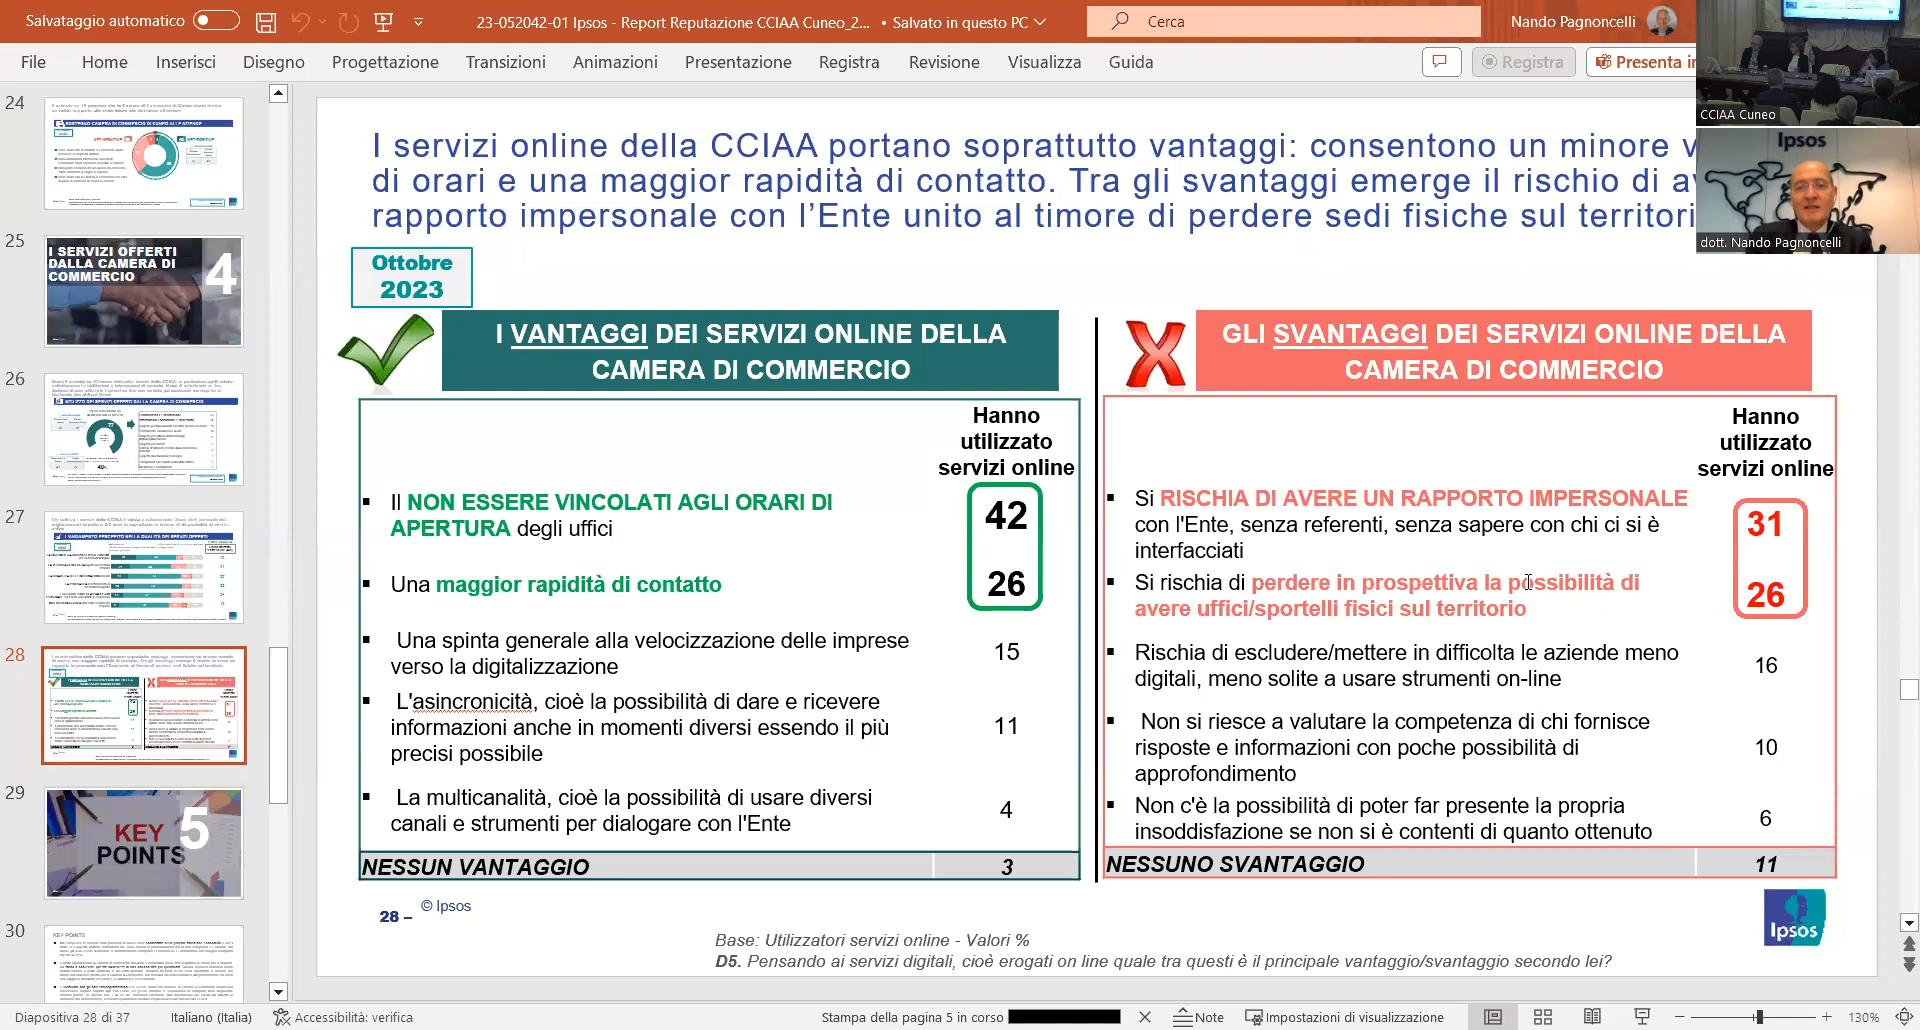 Salvataggio automatico
23-052042-01 Ipsos - Report Reputazione CCIAA Cuneo_2... • Salvato in questo PC
Cerca
Nando Pagnoncelli
File Home Inserisci Disegno Progettazione Transizioni Animazioni Presentazione Registra Revisione Visualizza Guida
Registra
Presenta in
CCIAA Cuneo
Ipsos
dott. Nando Pagnoncelli
24
25
I SERVIZI OFFERTI
DALLA CAMERA DI
COMMERCIO
4
26
27
28
29
KEY
POINTS
5
30
KEY POINTS
I servizi online della CCIAA portano soprattutto vantaggi: consentono un minore v
di orari e una maggior rapidità di contatto. Tra gli svantaggi emerge il rischio di av
rapporto impersonale con l'Ente unito al timore di perdere sedi fisiche sul territori
Ottobre
2023
I VANTAGGI DEI SERVIZI ONLINE DELLA
CAMERA DI COMMERCIO
Hanno
utilizzato
servizi online
▪ Il NON ESSERE VINCOLATI AGLI ORARI DI
APERTURA degli uffici
42
▪ Una maggior rapidità di contatto
26
▪ Una spinta generale alla velocizzazione delle imprese
verso la digitalizzazione
15
▪ L'asincronicità, cioè la possibilità di dare e ricevere
informazioni anche in momenti diversi essendo il più
precisi possibile
11
▪ La multicanalità, cioè la possibilità di usare diversi
canali e strumenti per dialogare con l'Ente
4
NESSUN VANTAGGIO 3
GLI SVANTAGGI DEI SERVIZI ONLINE DELLA
CAMERA DI COMMERCIO
Hanno
utilizzato
servizi online
▪ Si RISCHIA DI AVERE UN RAPPORTO IMPERSONALE
con l'Ente, senza referenti, senza sapere con chi ci si è
interfacciati
31
▪ Si rischia di perdere in prospettiva la possibilità di
avere uffici/sportelli fisici sul territorio
26
▪ Rischia di escludere/mettere in difficolta le aziende meno
digitali, meno solite a usare strumenti on-line
16
▪ Non si riesce a valutare la competenza di chi fornisce
risposte e informazioni con poche possibilità di
approfondimento
10
▪ Non c'è la possibilità di poter far presente la propria
insoddisfazione se non si è contenti di quanto ottenuto
6
NESSUNO SVANTAGGIO 11
28 –
© Ipsos
Ipsos
Base: Utilizzatori servizi online - Valori %
D5. Pensando ai servizi digitali, cioè erogati on line quale tra questi è il principale vantaggio/svantaggio secondo lei?
Diapositiva 28 di 37
Italiano (Italia)
Accessibilità: verifica
Stampa della pagina 5 in corso
Note
Impostazioni di visualizzazione
130%